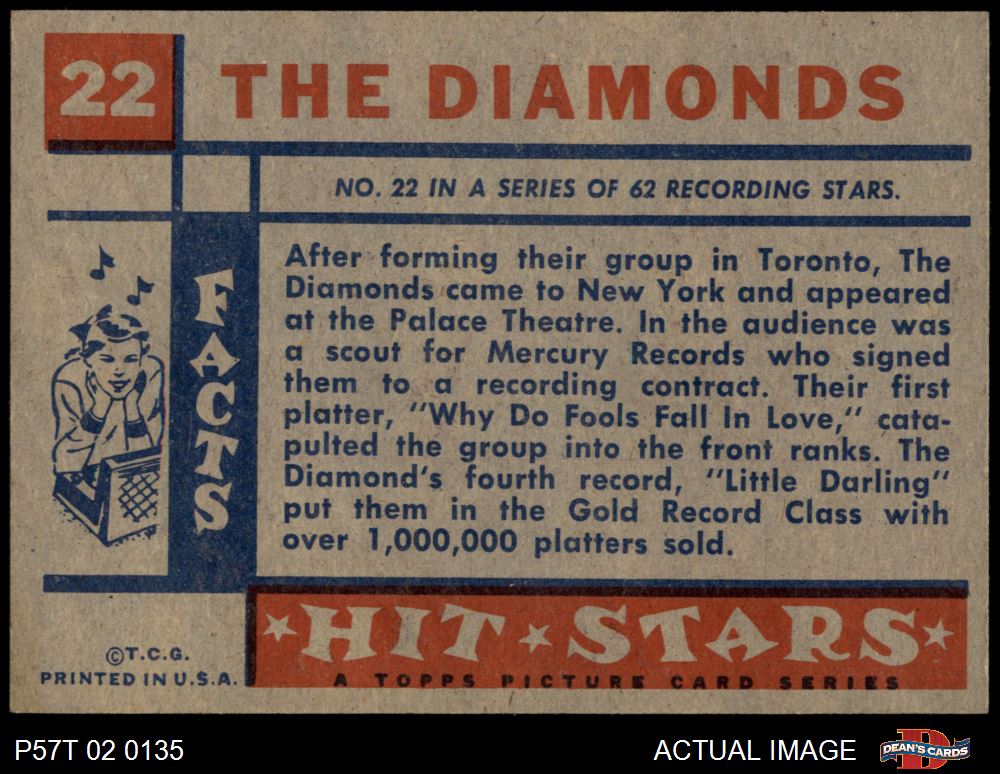 22
THE DIAMONDS
NO. 22 IN A SERIES OF 62 RECORDING STARS.
FACTS
After forming their group in Toronto, The
Diamonds came to New York and appeared
at the Palace Theatre. In the audience was
a scout for Mercury Records who signed
them to a recording contract. Their first
platter, "Why Do Fools Fall In Love," cata-
pulted the group into the front ranks. The
Diamond's fourth record, "Little Darling"
put them in the Gold Record Class with
over 1,000,000 platters sold.
HIT STARS
A TOPPS PICTURE CARD SERIES
©T.C.G.
PRINTED IN U.S.A.
P57T 02 0135
ACTUAL IMAGE
DEAN'S CARDS